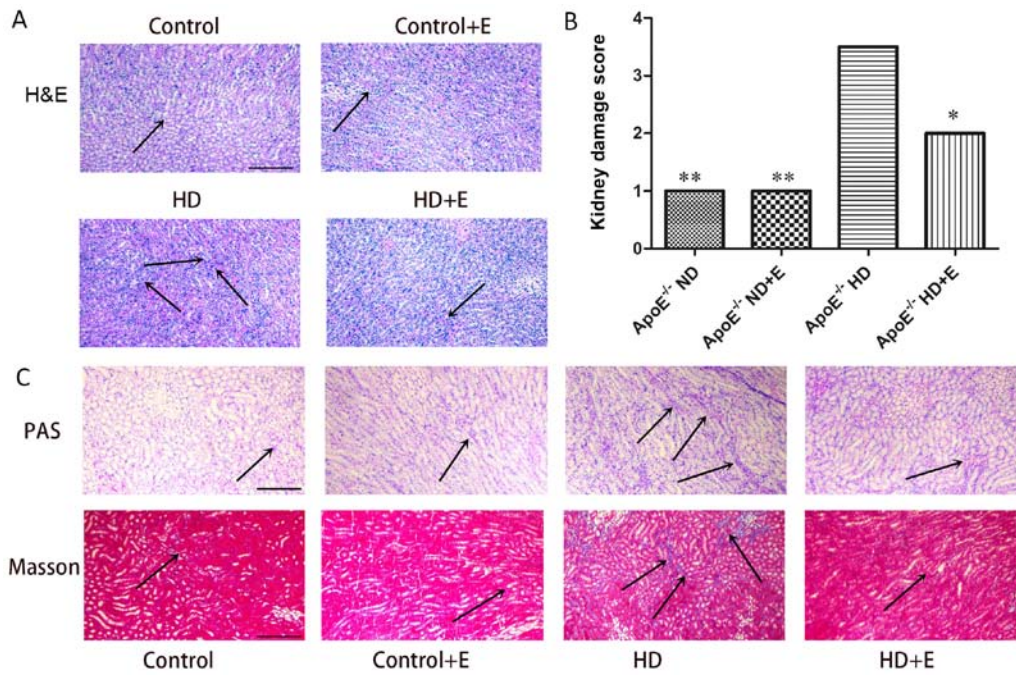 A
Control
Control+E
H&E
HD
HD+E
B
Kidney damage score
4
3
2
1
0
**
**
*
ApoE-/- ND
ApoE-/- ND+E
ApoE-/- HD
ApoE-/- HD+E
C
PAS
Masson
Control
Control+E
HD
HD+E